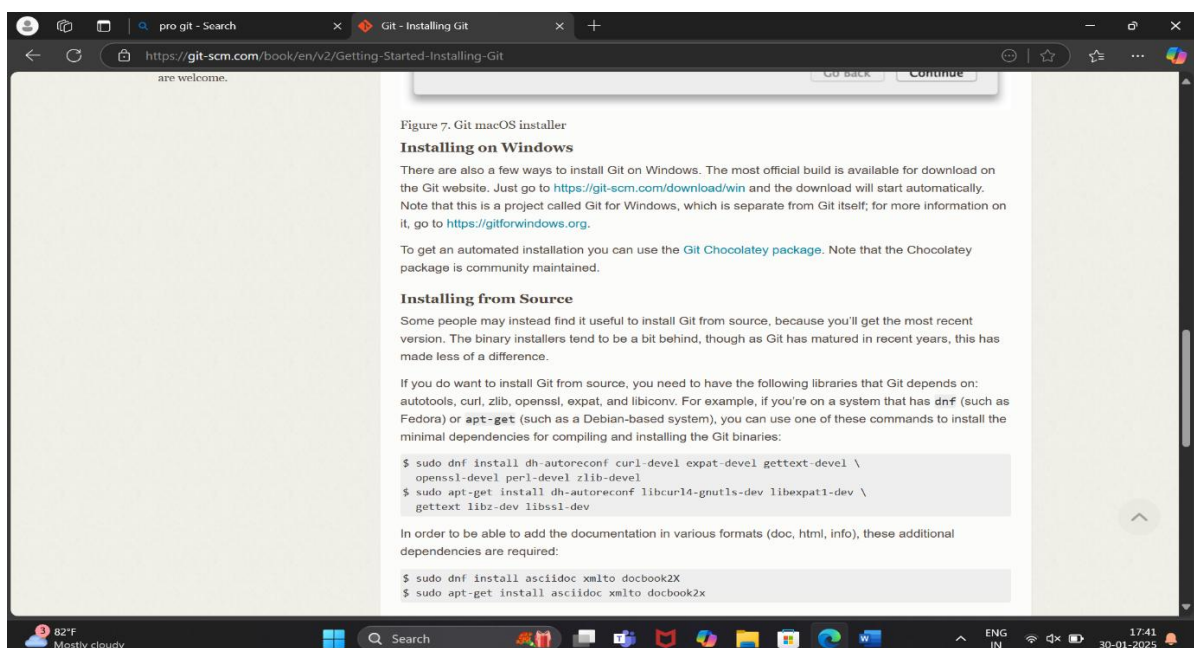 pro git - Search
Git - Installing Git
https://git-scm.com/book/en/v2/Getting-Started-Installing-Git
are welcome.
Go Back Continue
Figure 7. Git macOS installer
Installing on Windows
There are also a few ways to install Git on Windows. The most official build is available for download on
the Git website. Just go to https://git-scm.com/download/win and the download will start automatically.
Note that this is a project called Git for Windows, which is separate from Git itself; for more information on
it, go to https://gitforwindows.org.
To get an automated installation you can use the Git Chocolatey package. Note that the Chocolatey
package is community maintained.
Installing from Source
Some people may instead find it useful to install Git from source, because you'll get the most recent
version. The binary installers tend to be a bit behind, though as Git has matured in recent years, this has
made less of a difference.
If you do want to install Git from source, you need to have the following libraries that Git depends on:
autotools, curl, zlib, openssl, expat, and libiconv. For example, if you're on a system that has dnf (such as
Fedora) or apt-get (such as a Debian-based system), you can use one of these commands to install the
minimal dependencies for compiling and installing the Git binaries:
$ sudo dnf install dh-autoreconf curl-devel expat-devel gettext-devel \
openssl-devel perl-devel zlib-devel
$ sudo apt-get install dh-autoreconf libcurl4-gnutls-dev libexpat1-dev \
gettext libz-dev libssl-dev
In order to be able to add the documentation in various formats (doc, html, info), these additional
dependencies are required:
$ sudo dnf install asciidoc xmlto docbook2X
$ sudo apt-get install asciidoc xmlto docbook2x
3
82°F
Mostly cloudy
Search
ENG
IN
17:41
30-01-2025